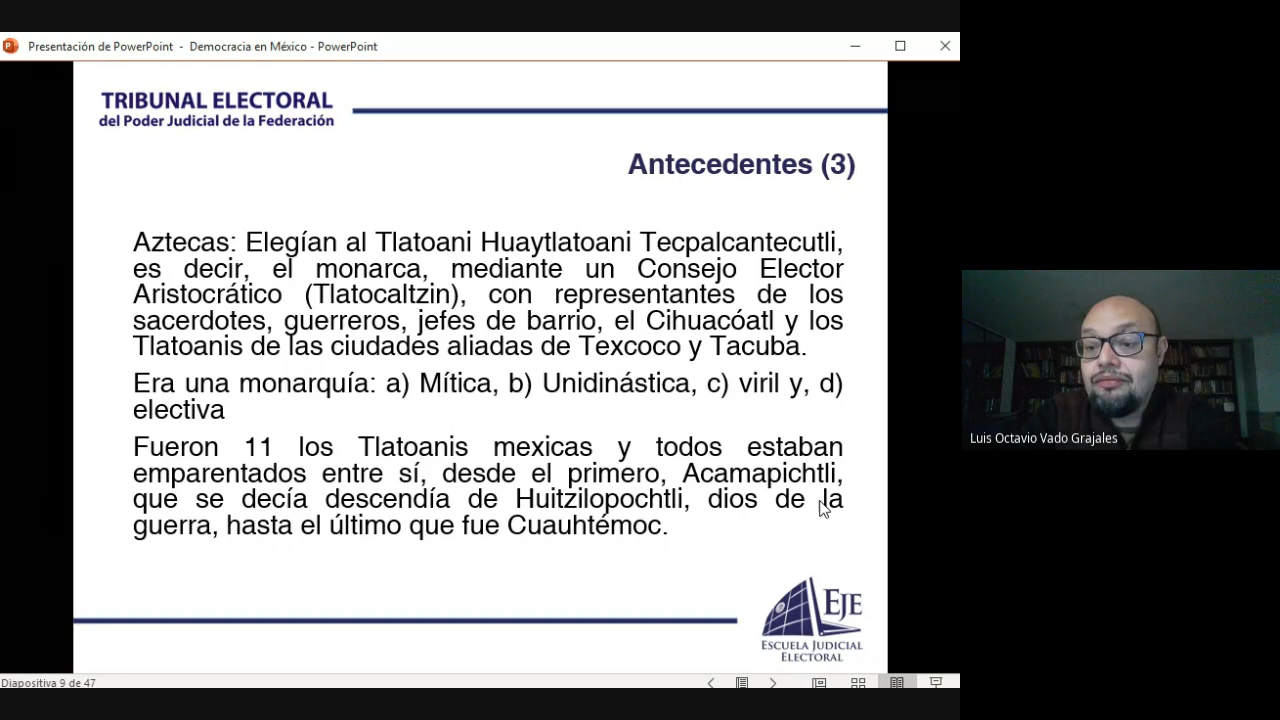 Presentación de PowerPoint - Democracia en México - PowerPoint
TRIBUNAL ELECTORAL
del Poder Judicial de la Federación
Antecedentes (3)
Aztecas: Elegían al Tlatoani Huaytlatoani Tecpalcantecutli,
es decir, el monarca, mediante un Consejo Elector
Aristocrático (Tlatocaltzin), con representantes de los
sacerdotes, guerreros, jefes de barrio, el Cihuacóatl y los
Tlatoanis de las ciudades aliadas de Texcoco y Tacuba.
Era una monarquía: a) Mítica, b) Unidinástica, c) viril y, d)
electiva
Fueron 11 los Tlatoanis mexicas y todos estaban
emparentados entre sí, desde el primero, Acamapichtli,
que se decía descendía de Huitzilopochtli, dios de la
guerra, hasta el último que fue Cuauhtémoc.
EJE
ESCUELA JUDICIAL
ELECTORAL
Luis Octavio Vado Grajales
Diapositiva 9 de 47